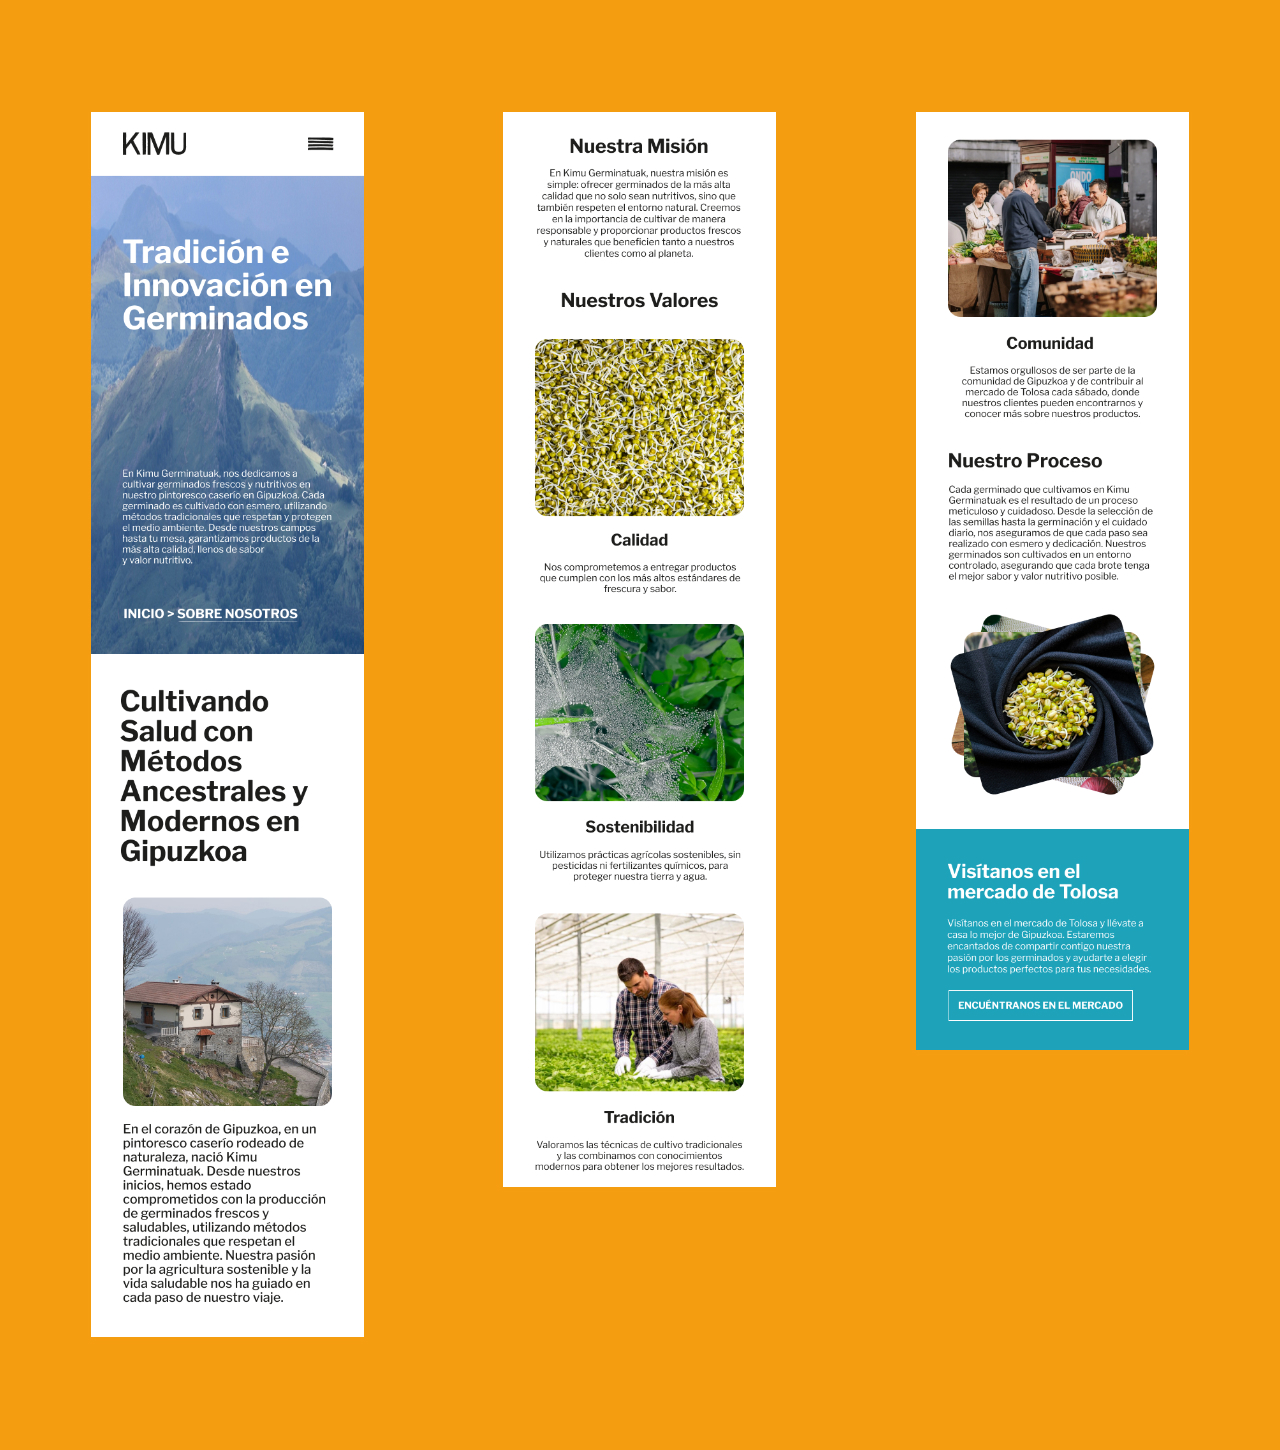 KIMU
Tradición e
Innovación en
Germinados
En Kimu Germinatuak, nos dedicamos a
cultivar germinados frescos y nutritivos en
nuestro pintoresco caserío en Gipuzkoa. Cada
germinado es cultivado con esmero, utilizando
métodos tradicionales que respetan y protegen
el medio ambiente. Desde nuestros campos
hasta tu mesa, garantizamos productos de la
más alta calidad, llenos de sabor
y valor nutritivo.
INICIO > SOBRE NOSOTROS
Cultivando
Salud con
Métodos
Ancestrales y
Modernos en
Gipuzkoa
En el corazón de Gipuzkoa, en un
pintoresco caserío rodeado de
naturaleza, nació Kimu
Germinatuak. Desde nuestros
inicios, hemos estado
comprometidos con la producción
de germinados frescos y
saludables, utilizando métodos
tradicionales que respetan el
medio ambiente. Nuestra pasión
por la agricultura sostenible y la
vida saludable nos ha guiado en
cada paso de nuestro viaje.
Nuestra Misión
En Kimu Germinatuak, nuestra misión es
simple: ofrecer germinados de la más alta
calidad que no solo sean nutritivos, sino que
también respeten el entorno natural. Creemos
en la importancia de cultivar de manera
responsable y proporcionar productos frescos
y naturales que beneficien tanto a nuestros
clientes como al planeta.
Nuestros Valores
Calidad
Nos comprometemos a entregar productos
que cumplen con los más altos estándares de
frescura y sabor.
Sostenibilidad
Utilizamos prácticas agrícolas sostenibles, sin
pesticidas ni fertilizantes químicos, para
proteger nuestra tierra y agua.
Tradición
Valoramos las técnicas de cultivo tradicionales
y las combinamos con conocimientos
modernos para obtener los mejores resultados.
ONDO
Comunidad
Estamos orgullosos de ser parte de la
comunidad de Gipuzkoa y de contribuir al
mercado de Tolosa cada sábado, donde
nuestros clientes pueden encontrarnos y
conocer más sobre nuestros productos.
Nuestro Proceso
Cada germinado que cultivamos en Kimu
Germinatuak es el resultado de un proceso
meticuloso y cuidadoso. Desde la selección de
las semillas hasta la germinación y el cuidado
diario, nos aseguramos de que cada paso sea
realizado con esmero y dedicación. Nuestros
germinados son cultivados en un entorno
controlado, asegurando que cada brote tenga
el mejor sabor y valor nutritivo posible.
Visítanos en el
mercado de Tolosa
Visítanos en el mercado de Tolosa y llévate a
casa lo mejor de Gipuzkoa. Estaremos
encantados de compartir contigo nuestra
pasión por los germinados y ayudarte a elegir
los productos perfectos para tus necesidades.
ENCUÉNTRANOS EN EL MERCADO